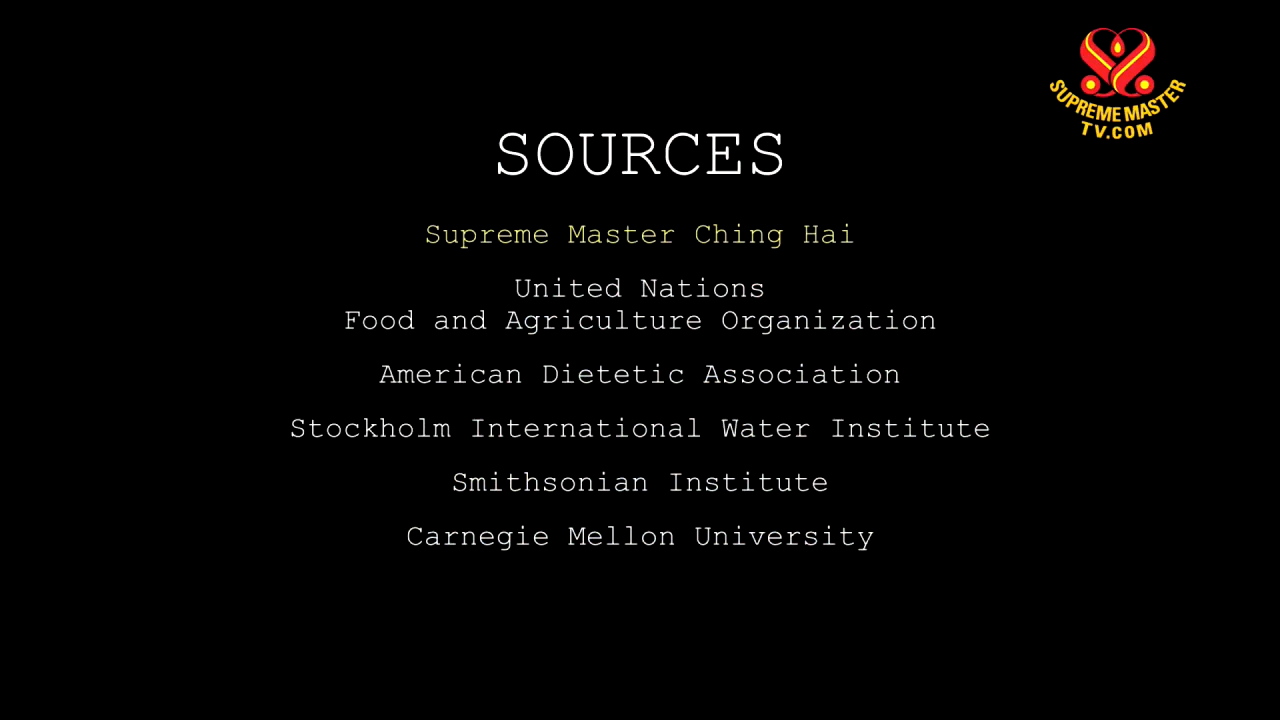 SUPREME MASTER
TV.COM
SOURCES
Supreme Master Ching Hai
United Nations
Food and Agriculture Organization
American Dietetic Association
Stockholm International Water Institute
Smithsonian Institute
Carnegie Mellon University